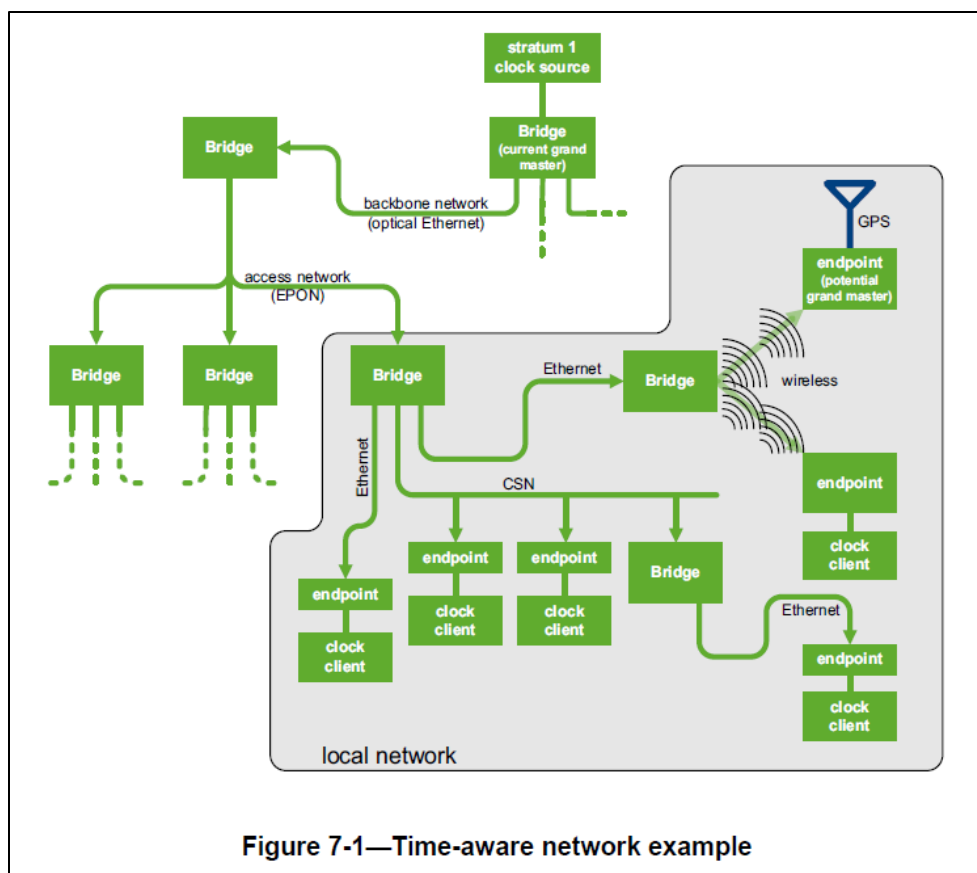 stratum 1
clock source
Bridge
(current grand
master)
Bridge
backbone network
(optical Ethernet)
GPS
endpoint
(potential
grand master)
access network
(EPON)
Bridge
Bridge
Bridge
Ethernet
Bridge
wireless
Ethernet
CSN
endpoint
clock
client
endpoint
clock
client
endpoint
clock
client
Bridge
endpoint
clock
client
Ethernet
endpoint
clock
client
local network
Figure 7-1—Time-aware network example